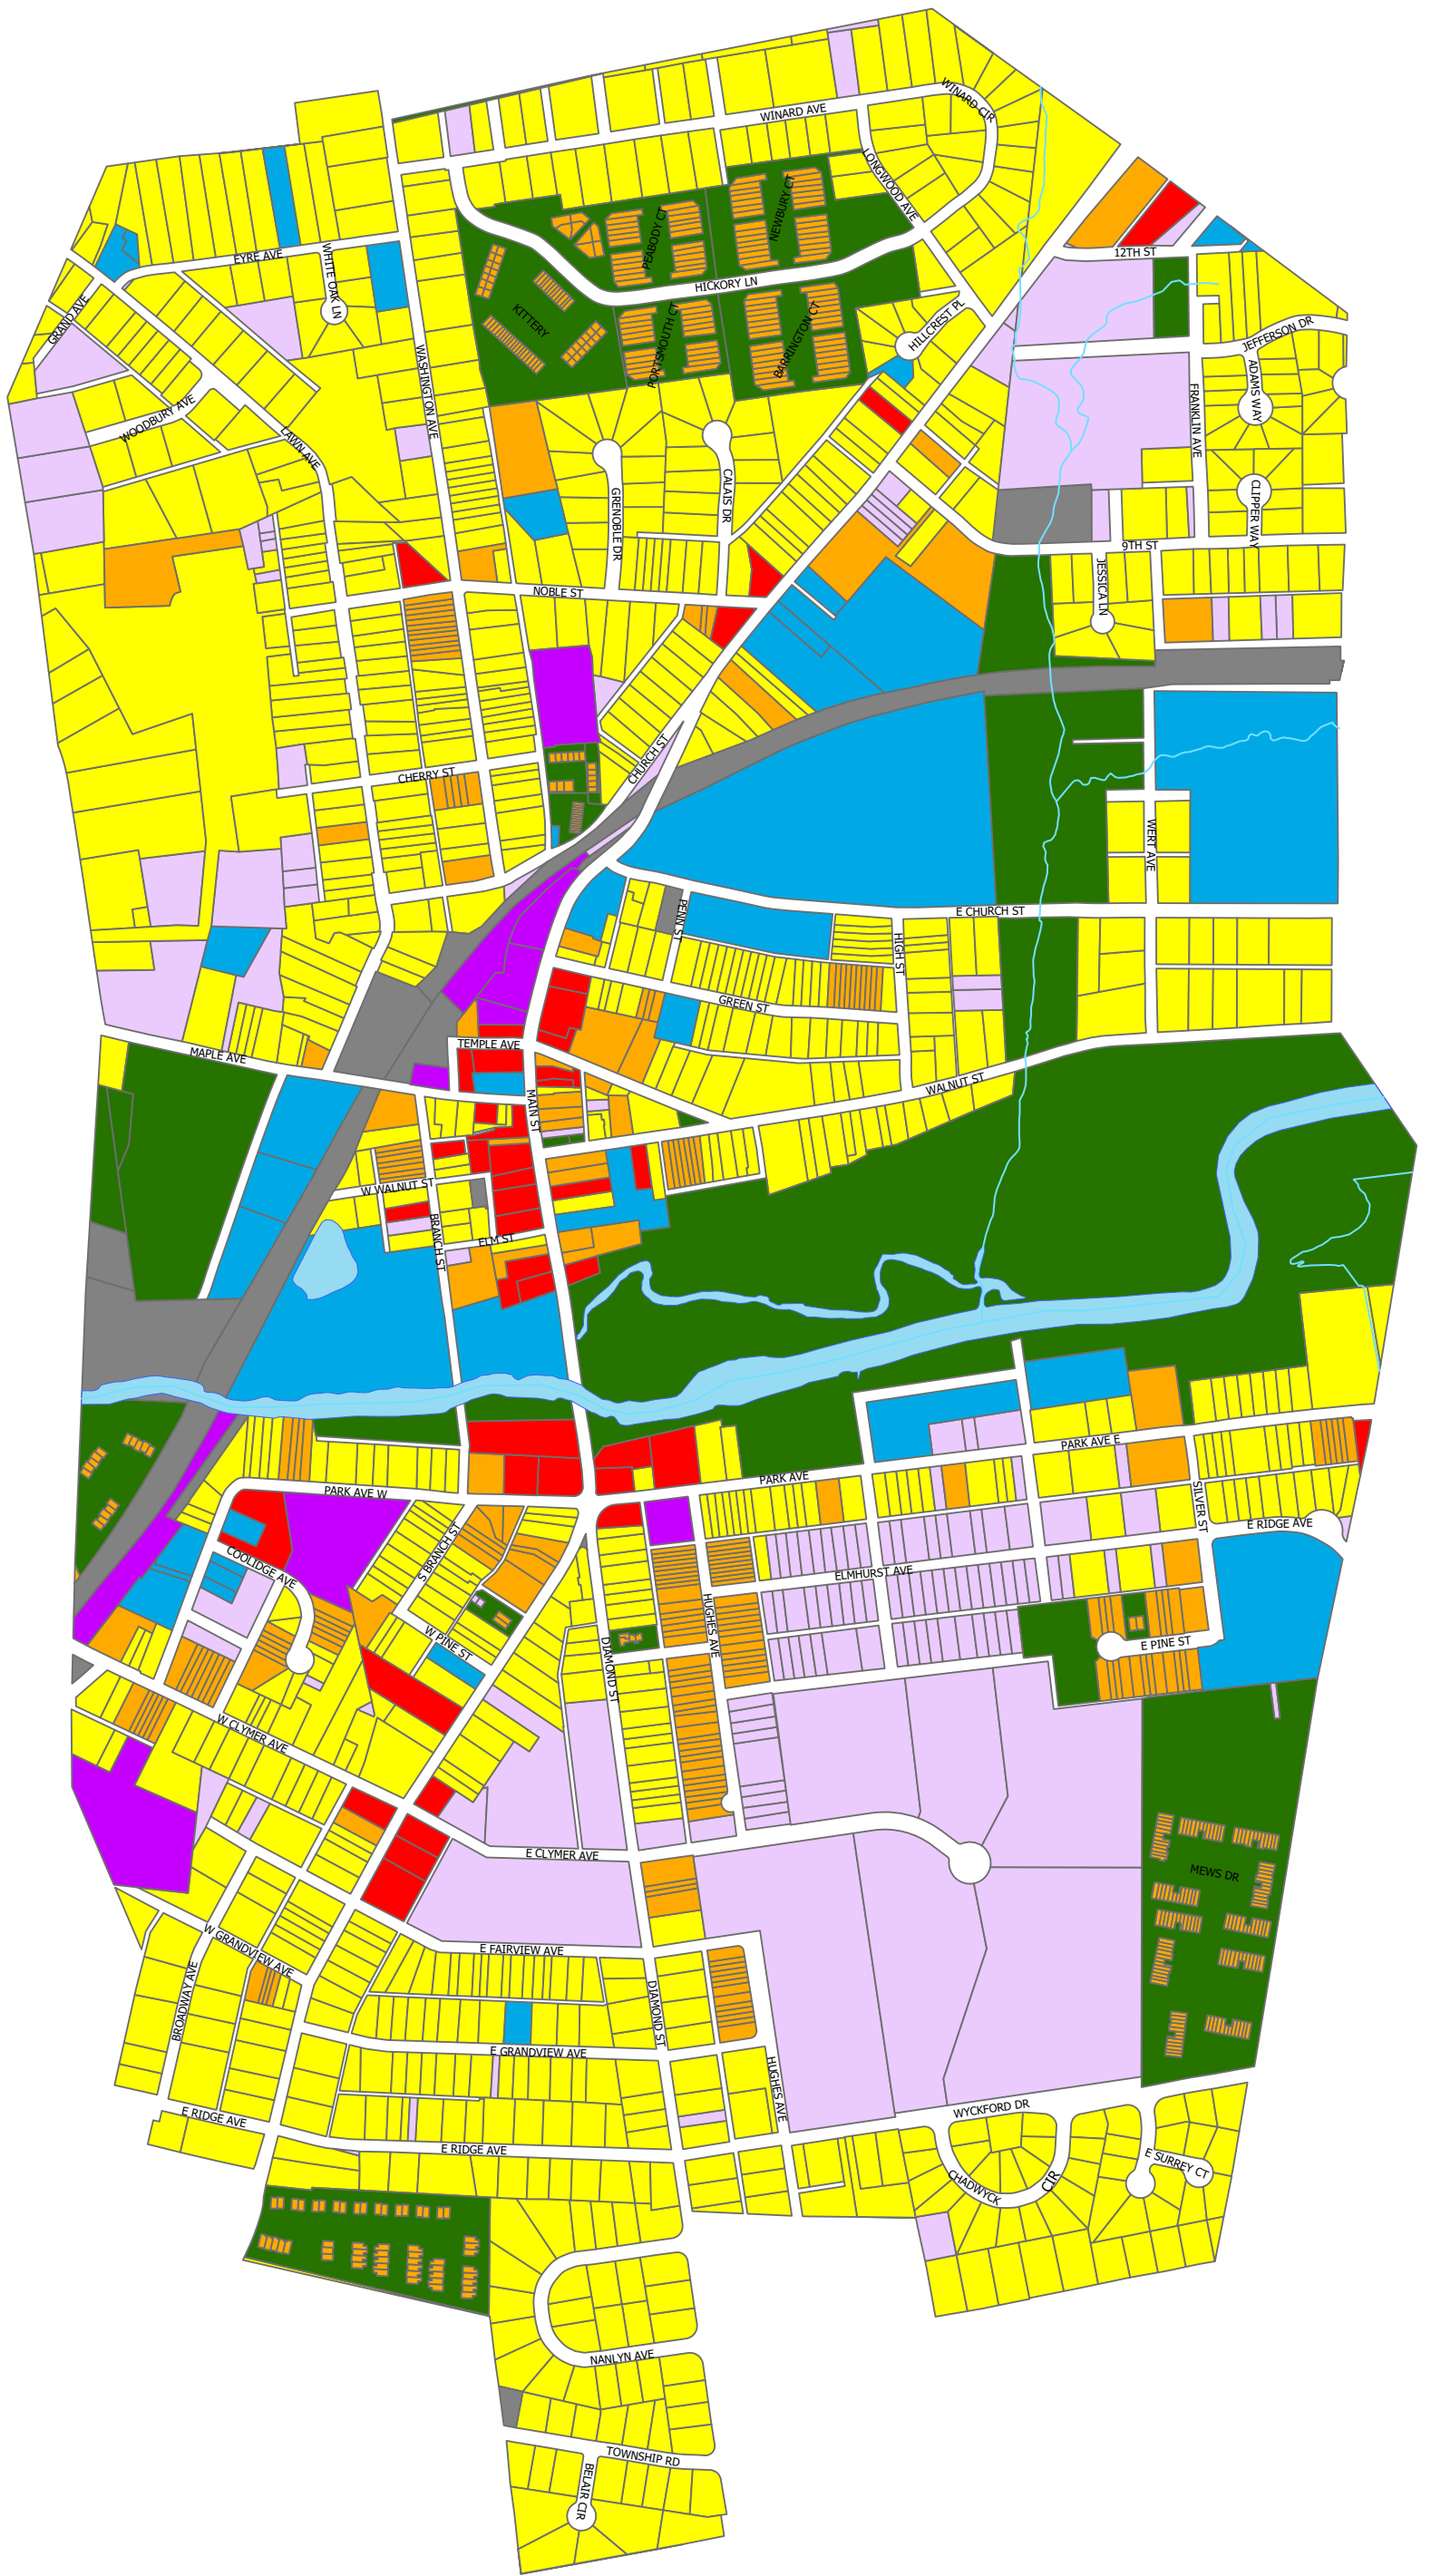 WINARD CIR
WINARD AVE
LONGWOOD AVE
NEWBURY CT
PEABODY CT
WHITE OAK LN
EYRE AVE
12TH ST
HICKORY LN
GRAND AVE
KITTERY
HILLCREST PL
PORTSMOUTH CT
BARRINGTON CT
JEFFERSON DR
WASHINGTON AVE
ADAMS WAY
FRANKLIN AVE
WOODBURY AVE
LAWN AVE
CALAIS DR
GRENOBLE DR
CLIPPER WAY
9TH ST
JESSICA LN
NOBLE ST
CHURCH ST
CHERRY ST
WERT AVE
PENN ST
E CHURCH ST
HIGH ST
GREEN ST
TEMPLE AVE
MAPLE AVE
WALNUT ST
MAIN ST
W WALNUT ST
BRANCH ST
ELM ST
PARK AVE E
PARK AVE
PARK AVE W
SILVER ST
E RIDGE AVE
S BRANCH ST
COOLIDGE AVE
ELMHURST AVE
HUGHES AVE
W PINE ST
E PINE ST
DIAMOND ST
W CLYMER AVE
E CLYMER AVE
MEWS DR
W GRANDVIEW AVE
E FAIRVIEW AVE
BROADWAY AVE
DIAMOND ST
E GRANDVIEW AVE
HUGHES AVE
WYCKFORD DR
E RIDGE AVE
E RIDGE AVE
E SURREY CT
CHADWYCK CIR
NANLYN AVE
TOWNSHIP RD
BELAIR CIR